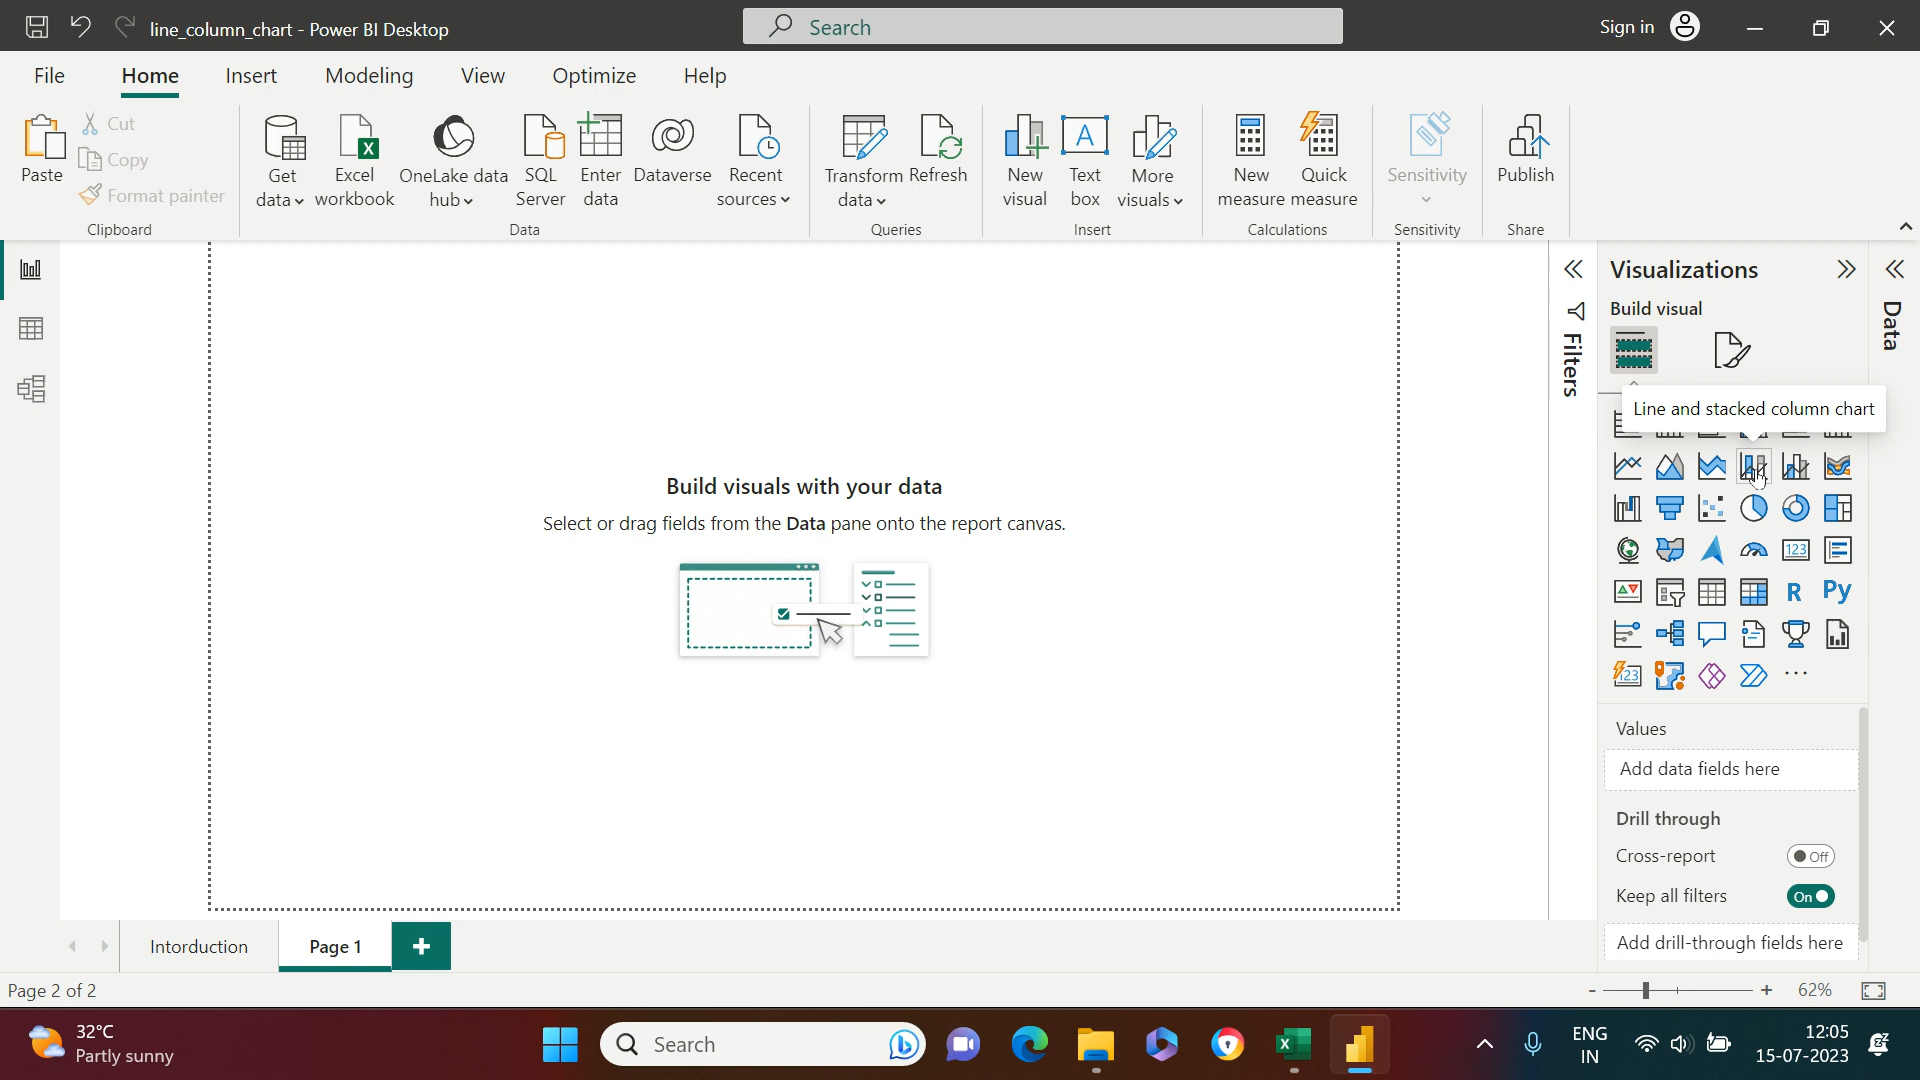 line_column_chart - Power BI Desktop
Search
Sign in
File Home Insert Modeling View Optimize Help
Paste
Cut
Copy
Format painter
Clipboard
Get data
Excel workbook
OneLake data hub
SQL Server
Enter data
Dataverse
Recent sources
Data
Transform data
Refresh
Queries
New visual
A
Text box
More visuals
Insert
New measure
Quick measure
Calculations
Sensitivity
Sensitivity
Publish
Share
Build visuals with your data
Select or drag fields from the Data pane onto the report canvas.
Filters
Visualizations
Build visual
Line and stacked column chart
123
R
Py
123
Values
Add data fields here
Drill through
Cross-report Off
Keep all filters On
Add drill-through fields here
Data
Intorduction
Page 1
Page 2 of 2
62%
32°C
Partly sunny
Search
ENG
IN
12:05
15-07-2023